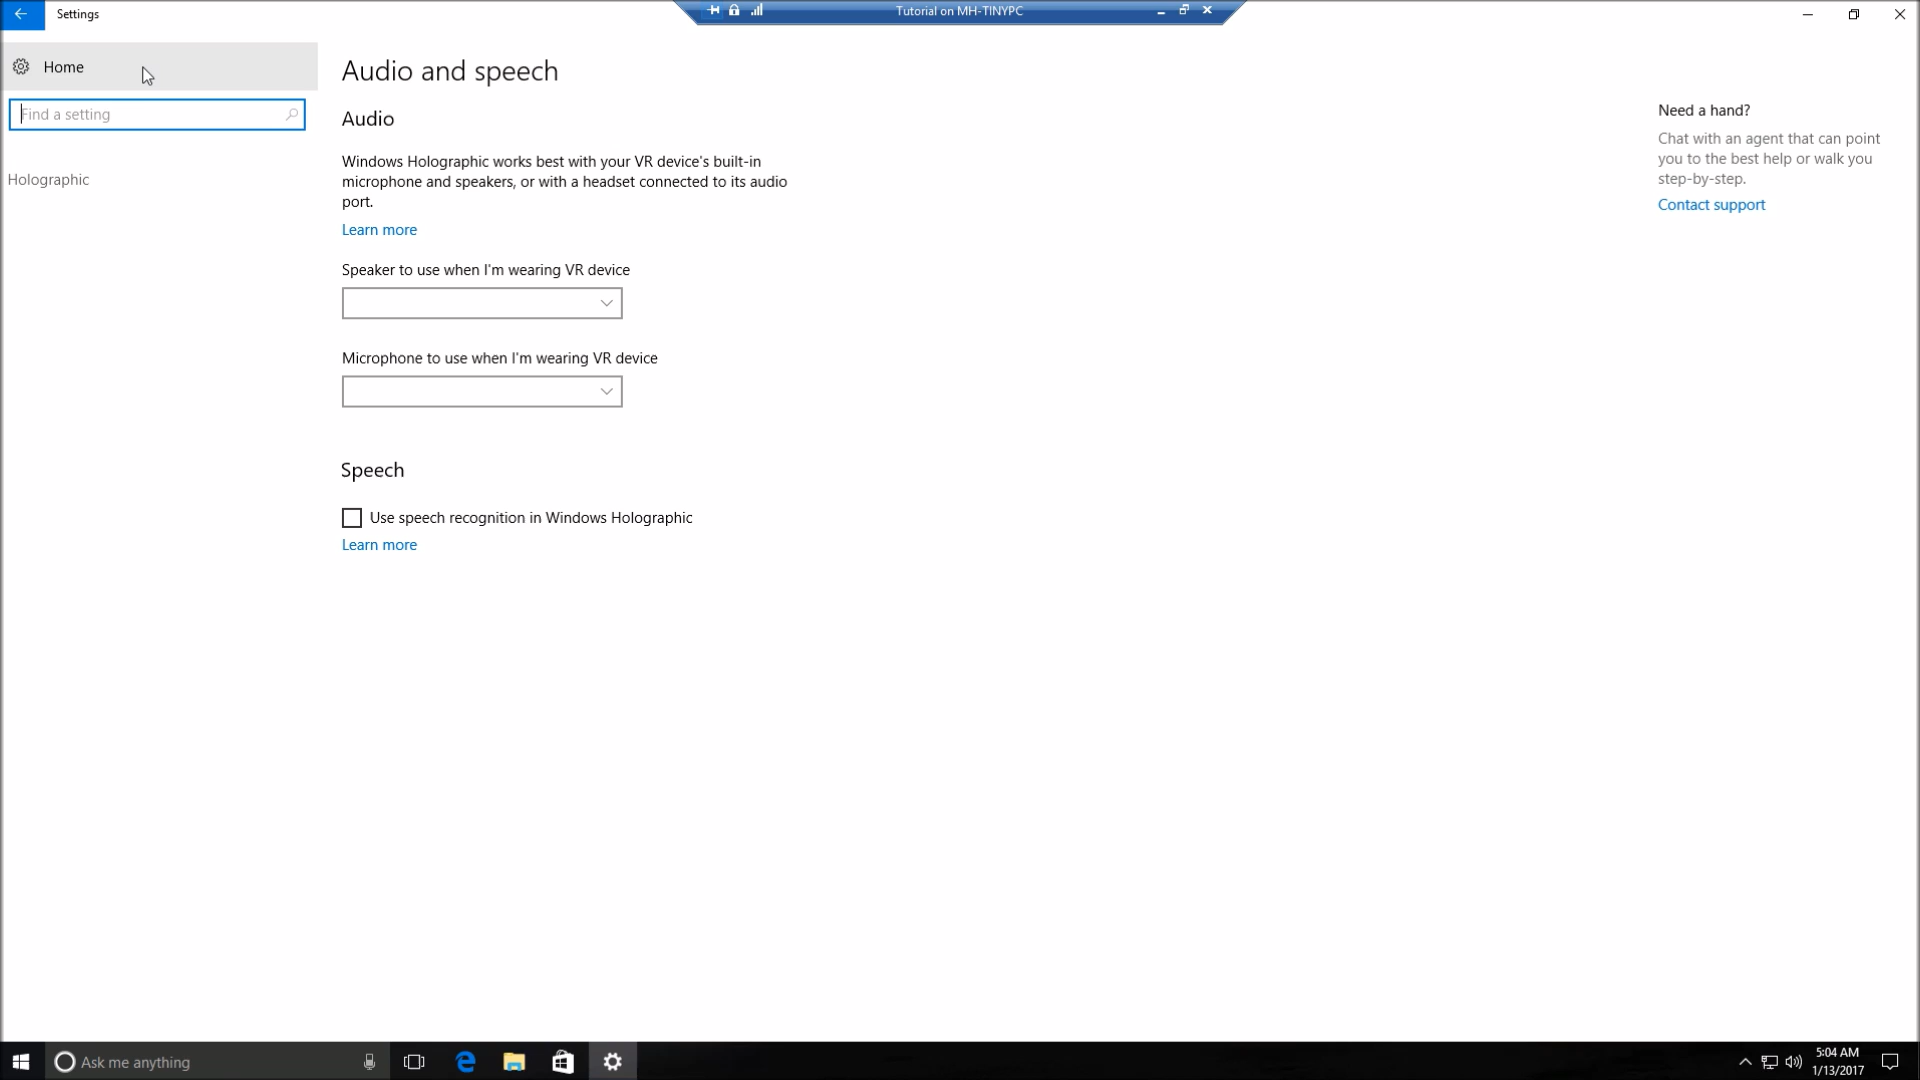 Settings
Tutorial on MH-TINYPC
Home
Find a setting
Holographic
Audio and speech
Audio
Windows Holographic works best with your VR device's built-in
microphone and speakers, or with a headset connected to its audio
port.
Learn more
Speaker to use when I'm wearing VR device
Microphone to use when I'm wearing VR device
Speech
Use speech recognition in Windows Holographic
Learn more
Need a hand?
Chat with an agent that can point
you to the best help or walk you
step-by-step.
Contact support
Ask me anything
5:04 AM
1/13/2017